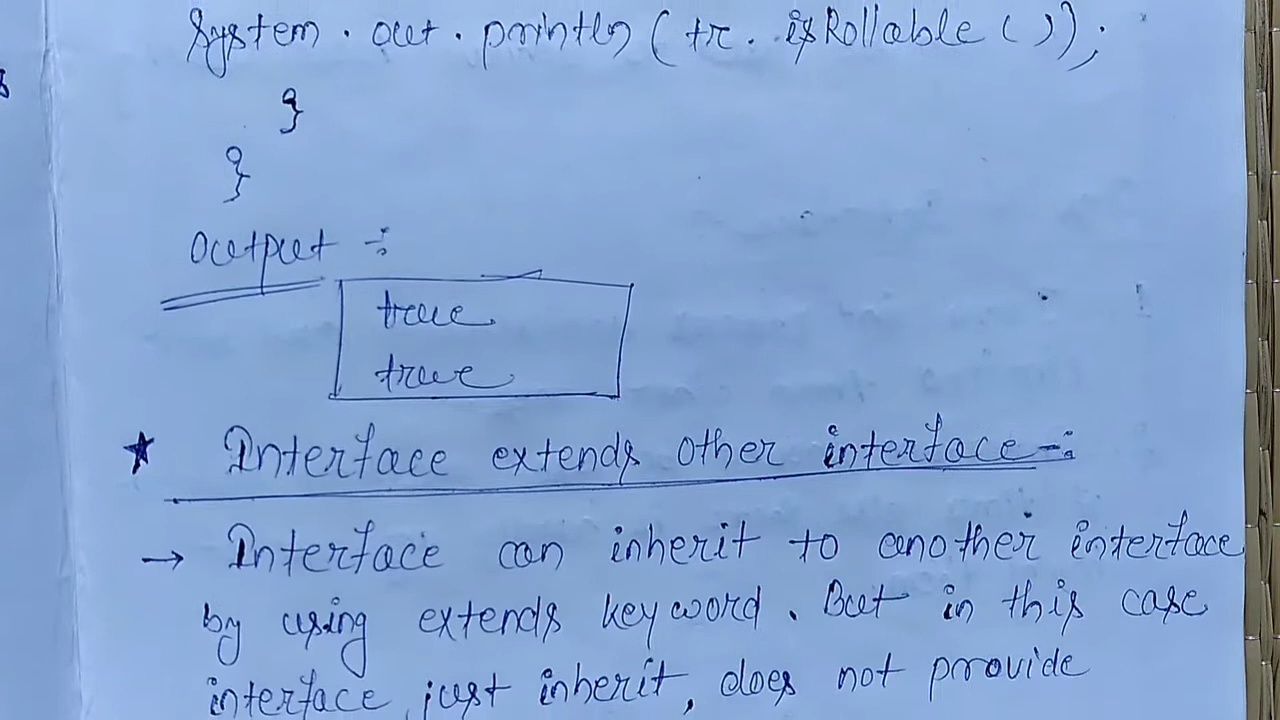 System.out.println(tr.isRollable());
}
}
Output :-
true
true
★ Interface extends other interface -:
→ Interface can inherit to another interface
by using extends keyword. But in this case
interface just inherit, does not provide